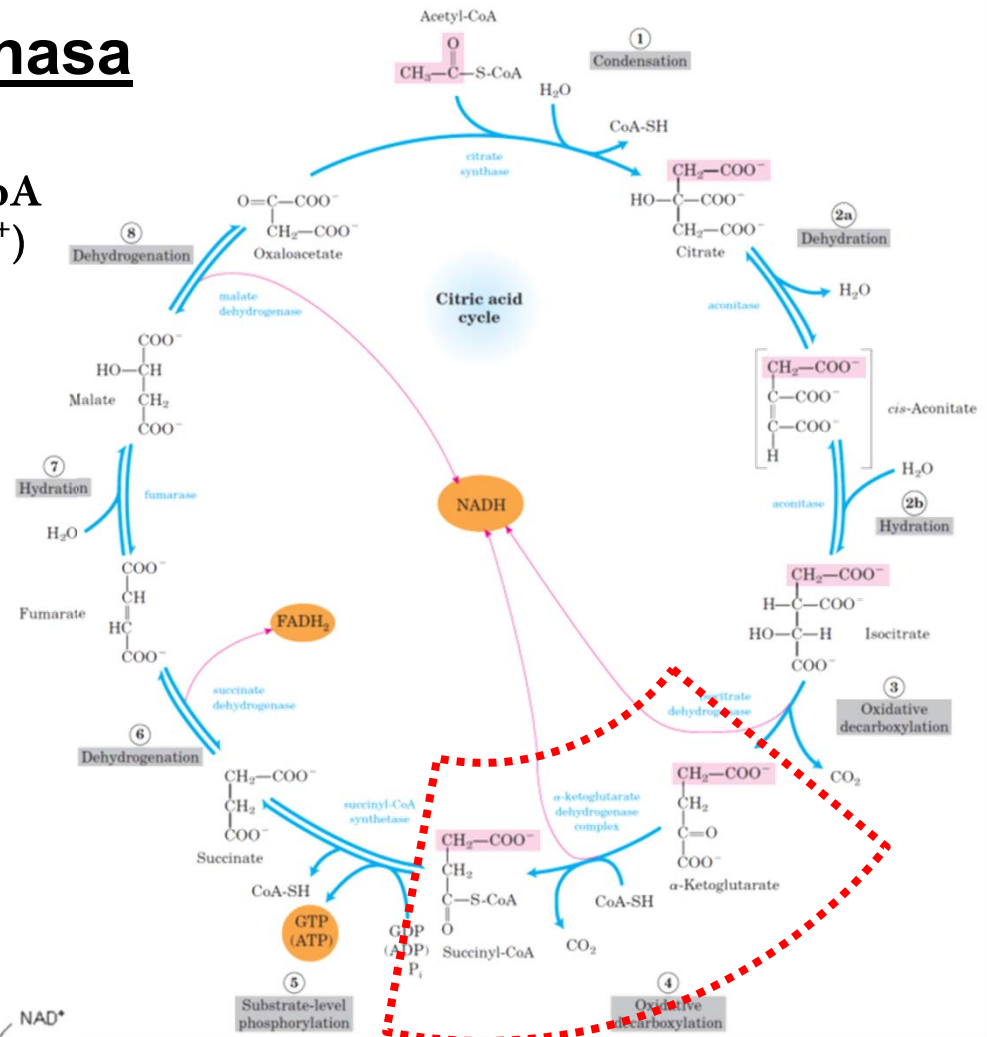 nasa
oA
+)
Acetyl-CoA
O
CH₃—C—S-CoA
1
Condensation
H₂O
CoA-SH
citrate
synthase
CH₂—COO⁻
HO—C—COO⁻
CH₂—COO⁻
Citrate
2a
Dehydration
H₂O
aconitase
CH₂—COO⁻
C—COO⁻
C—COO⁻
H
cis-Aconitate
H₂O
aconitase
2b
Hydration
CH₂—COO⁻
H—C—COO⁻
HO—C—H
COO⁻
Isocitrate
3
Oxidative
decarboxylation
isocitrate
dehydrogenase
CO₂
CH₂—COO⁻
CH₂
C=O
COO⁻
α-Ketoglutarate
α-ketoglutarate
dehydrogenase
complex
CoA-SH
CO₂
4
Oxidative
decarboxylation
CH₂—COO⁻
CH₂
C—S-CoA
O
Succinyl-CoA
succinyl-CoA
synthetase
GDP
(ADP)
Pᵢ
CoA-SH
GTP
(ATP)
5
Substrate-level
phosphorylation
CH₂—COO⁻
CH₂
COO⁻
Succinate
6
Dehydrogenation
succinate
dehydrogenase
FADH₂
COO⁻
CH
HC
COO⁻
Fumarate
7
Hydration
H₂O
fumarase
COO⁻
HO—CH
CH₂
COO⁻
Malate
8
Dehydrogenation
malate
dehydrogenase
O=C—COO⁻
CH₂—COO⁻
Oxaloacetate
Citric acid
cycle
NADH
NAD⁺